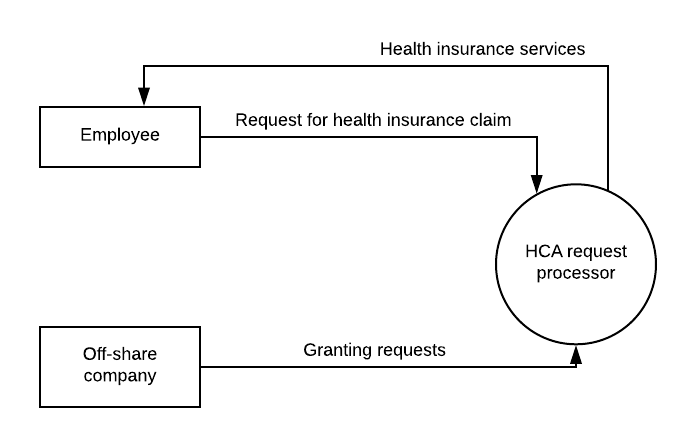 Health insurance services
Request for health insurance claim
Employee
HCA request
processor
Off-share
company
Granting requests